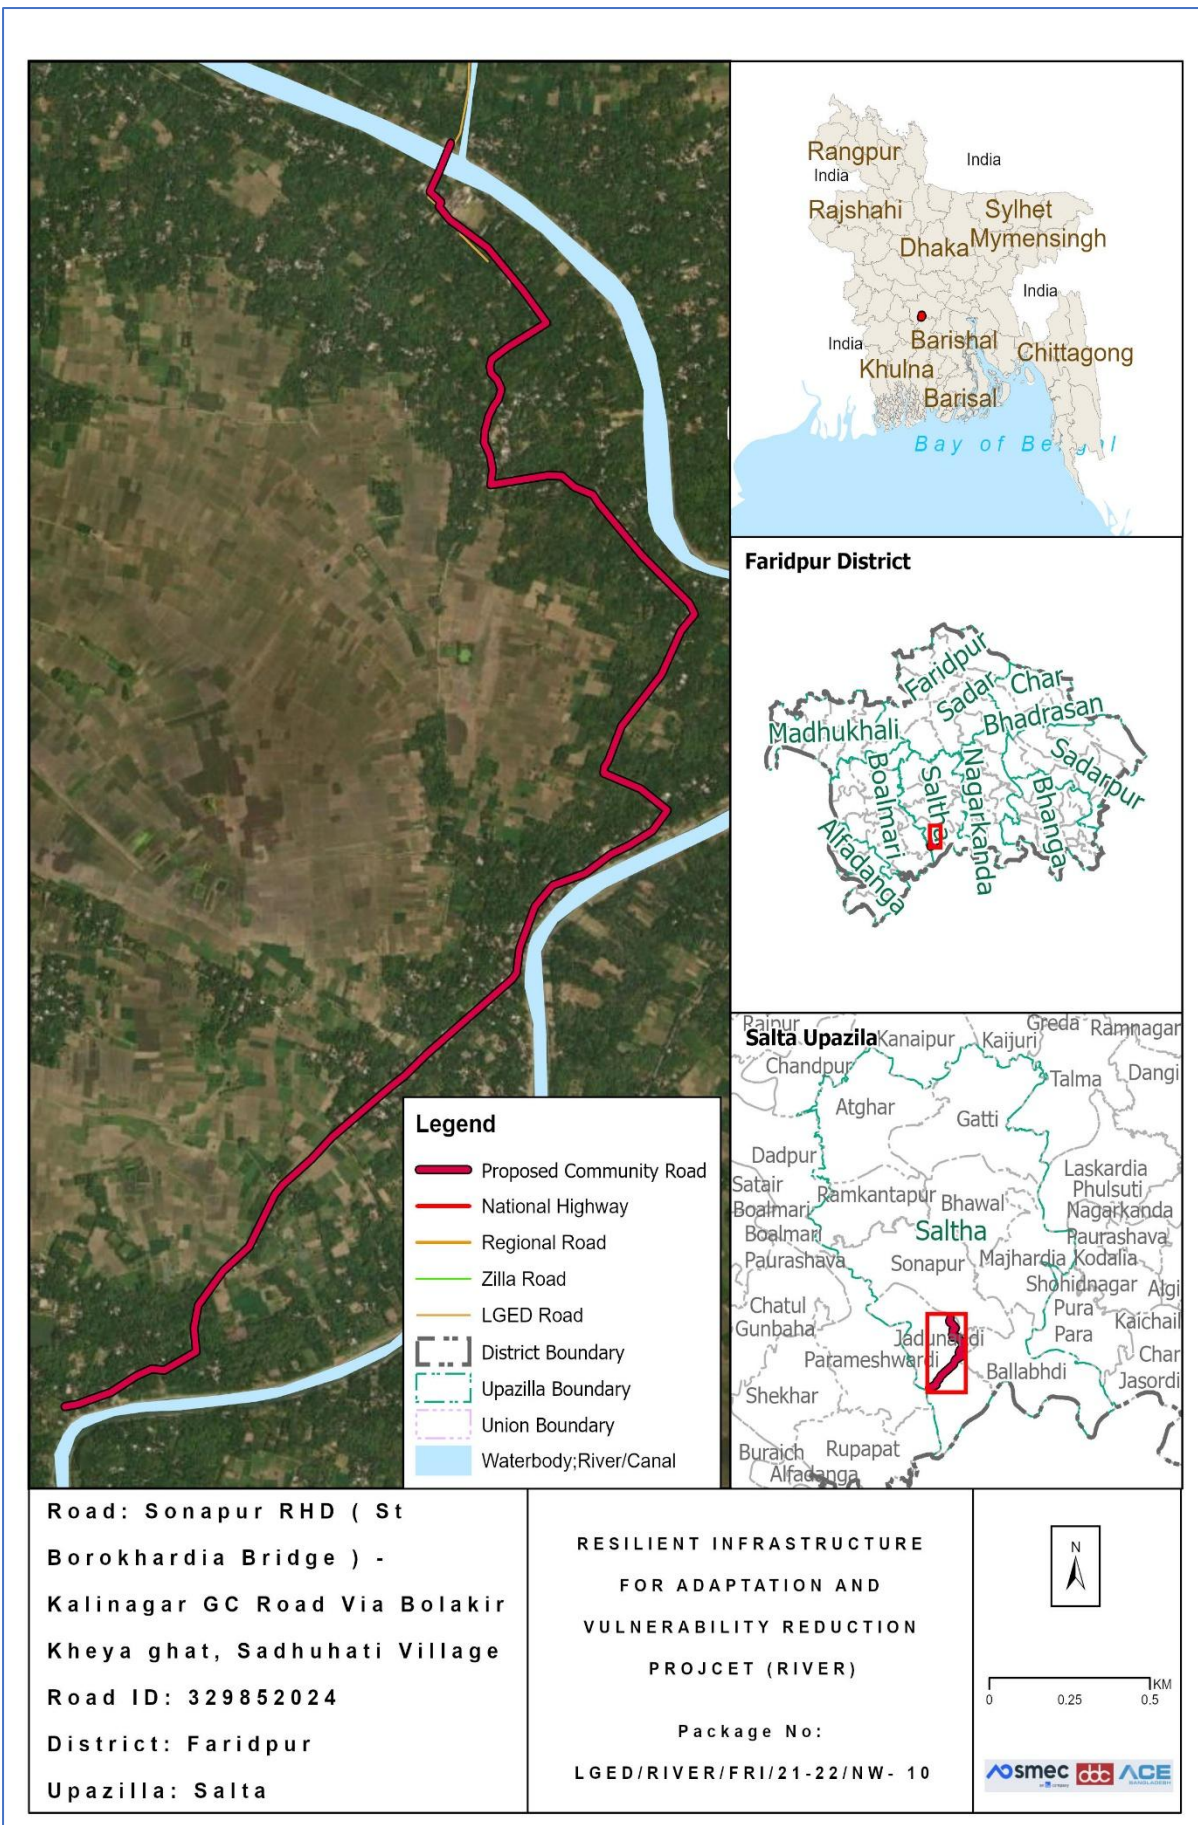 Rangpur
India
India
Rajshahi
Sylhet
Dhaka
Mymensingh
India
India
Barishal
Chittagong
Khulna
Barisal
Bay of Be
Faridpur District
Faridpur
Sadar
Char
Bhadrasan
Madhukhali
Sadarpur
Boalmari
Saltha
Nagarkanda
Bhanga
Alfadanga
Salta Upazila
Raipur
Kanaipur
Kaijuri
Greda
Ramnagar
Chandpur
Talma
Dangi
Atghar
Gatti
Dadpur
Laskardia
Satair
Ramkantapur
Bhawal
Phulsuti
Boalmari
Nagarkanda
Boalmari
Saltha
Paurashava
Paurashava
Sonapur
Majhardia
Kodalia
Shohidnagar
Algi
Chatul
Pura
Kaichail
Gunbaha
Jadunandi
Para
Parameshwardi
Ballabhdi
Char
Shekhar
Jasordi
Buraich
Rupapat
Alfadanga
Legend
Proposed Community Road
National Highway
Regional Road
Zilla Road
LGED Road
District Boundary
Upazilla Boundary
Union Boundary
Waterbody;River/Canal
Road: Sonapur RHD ( St
Borokhardia Bridge ) -
Kalinagar GC Road Via Bolakir
Kheya ghat, Sadhuhati Village
Road ID: 329852024
District: Faridpur
Upazilla: Salta
RESILIENT INFRASTRUCTURE
FOR ADAPTATION AND
VULNERABILITY REDUCTION
PROJCET (RIVER)
Package No:
LGED/RIVER/FRI/21-22/NW- 10
N
KM
0 0.25 0.5
smec
ddc
ACE
BANGLADESH